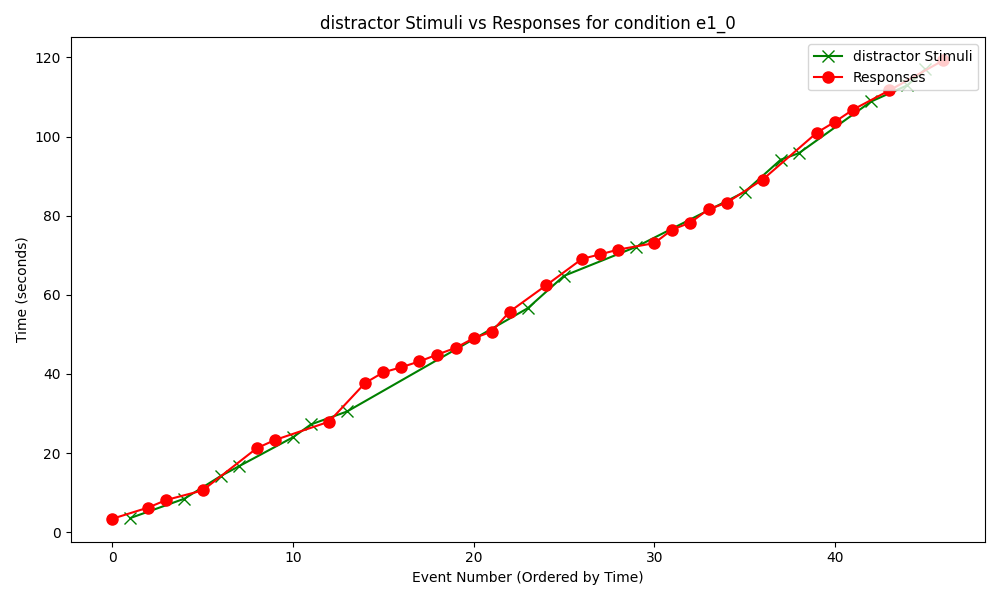 distractor Stimuli vs Responses for condition e1_0
distractor Stimuli
Responses
Time (seconds)
120
100
80
60
40
20
0
0 10 20 30 40
Event Number (Ordered by Time)